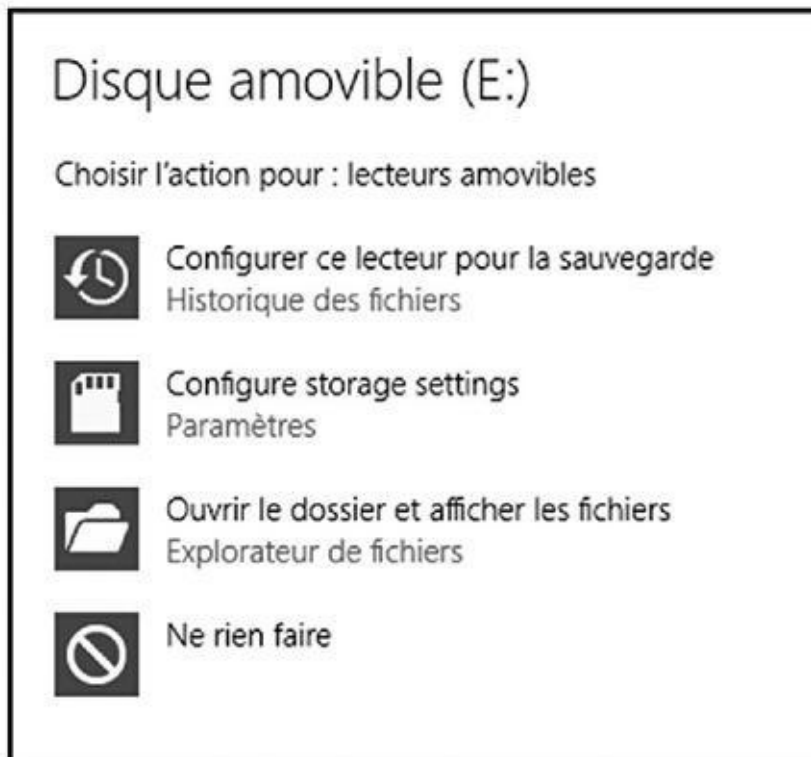 Disque amovible (E:)
Choisir l'action pour : lecteurs amovibles
Configurer ce lecteur pour la sauvegarde
Historique des fichiers
Configure storage settings
Paramètres
Ouvrir le dossier et afficher les fichiers
Explorateur de fichiers
Ne rien faire